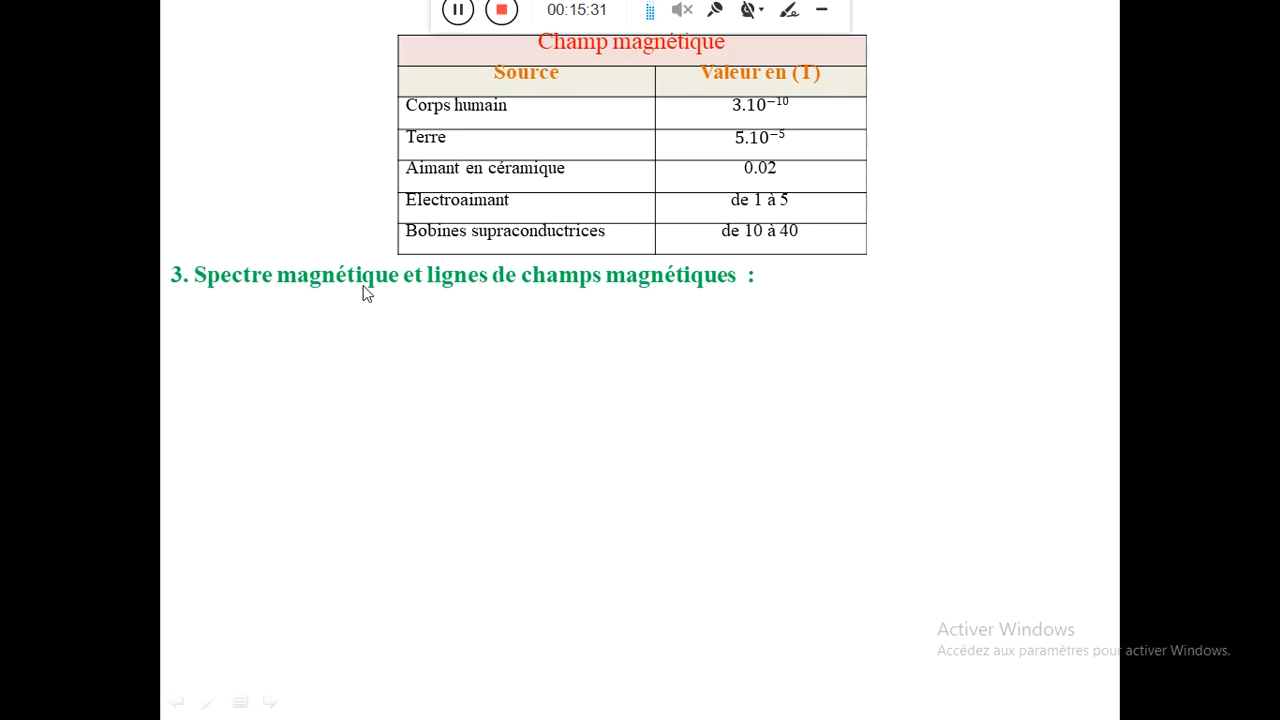 00:15:31
Champ magnétique
Source Valeur en (T)
Corps humain 3.10⁻¹⁰
Terre 5.10⁻⁵
Aimant en céramique 0.02
Electroaimant de 1 à 5
Bobines supraconductrices de 10 à 40
3. Spectre magnétique et lignes de champs magnétiques :
Activer Windows
Accédez aux paramètres pour activer Windows.